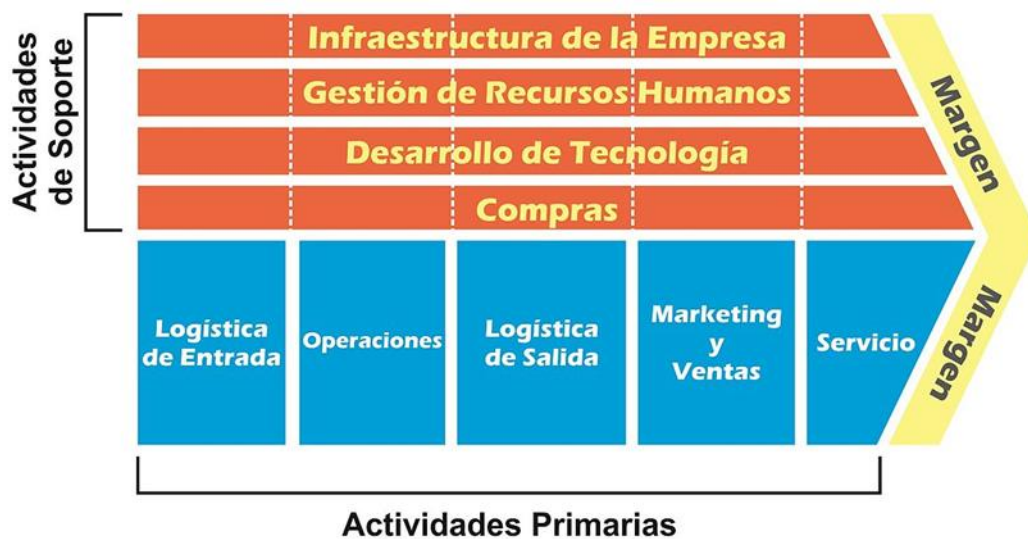 Actividades
de Soporte
Infraestructura de la Empresa
Gestión de Recursos Humanos
Desarrollo de Tecnología
Compras
Margen
Logística
de Entrada
Operaciones
Logística
de Salida
Marketing
y
Ventas
Servicio
Margen
Actividades Primarias